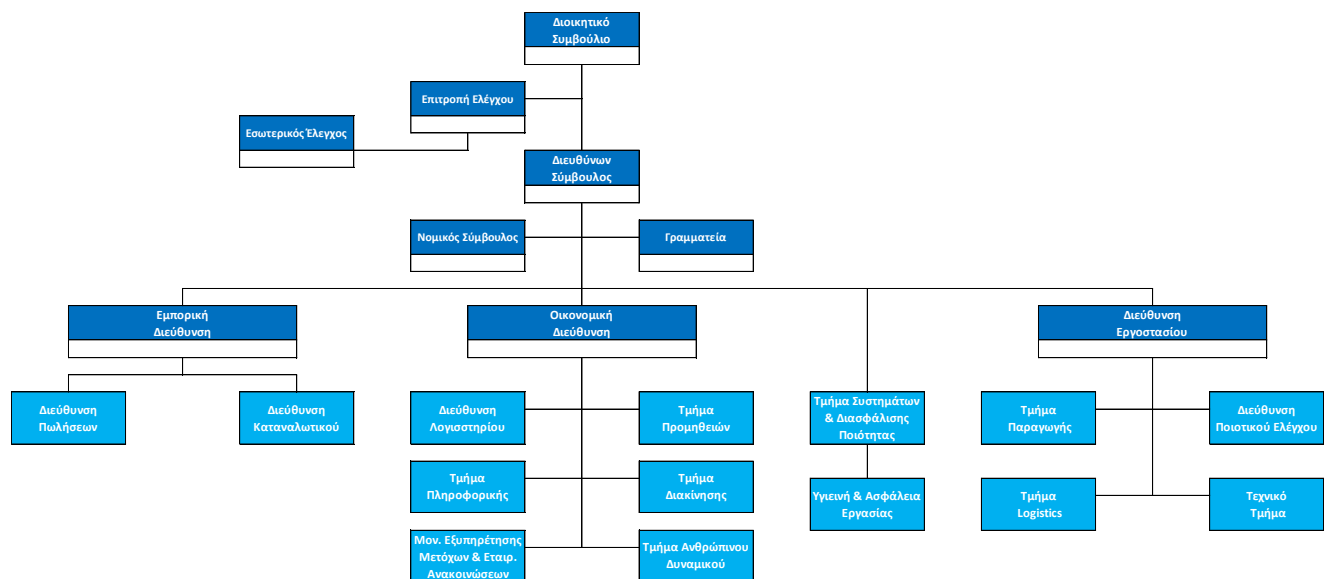 Διοικητικό
Συμβούλιο
Επιτροπή Ελέγχου
Εσωτερικός Έλεγχος
Διευθύνων
Σύμβουλος
Νομικός Σύμβουλος
Γραμματεία
Εμπορική
Διεύθυνση
Οικονομική
Διεύθυνση
Διεύθυνση
Εργοστασίου
Διεύθυνση
Πωλήσεων
Διεύθυνση
Καταναλωτικού
Διεύθυνση
Λογισστηρίου
Τμήμα
Προμηθειών
Τμήμα Συστημάτων
& Διασφάλισης
Ποιότητας
Τμήμα
Παραγωγής
Διεύθυνση
Ποιοτικού Ελέγχου
Τμήμα
Πληροφορικής
Τμήμα
Διακίνησης
Υγιεινή & Ασφάλεια
Εργασίας
Τμήμα
Logistics
Τεχνικό
Τμήμα
Μον. Εξυπηρέτησης
Μετόχων & Εταιρ.
Ανακοινώσεων
Τμήμα Ανθρώπινου
Δυναμικού